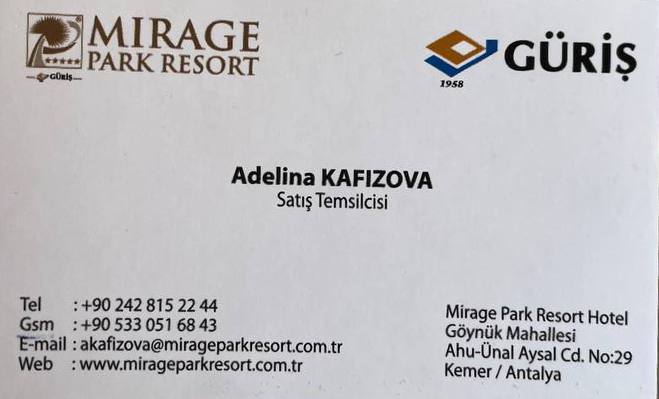 MIRAGE
PARK RESORT
GÜRİŞ
GÜRİŞ
1958
Adelina KAFIZOVA
Satış Temsilcisi
Tel : +90 242 815 22 44
Gsm : +90 533 051 68 43
E-mail : akafizova@mirageparkresort.com.tr
Web : www.mirageparkresort.com.tr
Mirage Park Resort Hotel
Göynük Mahallesi
Ahu-Ünal Aysal Cd. No:29
Kemer / Antalya